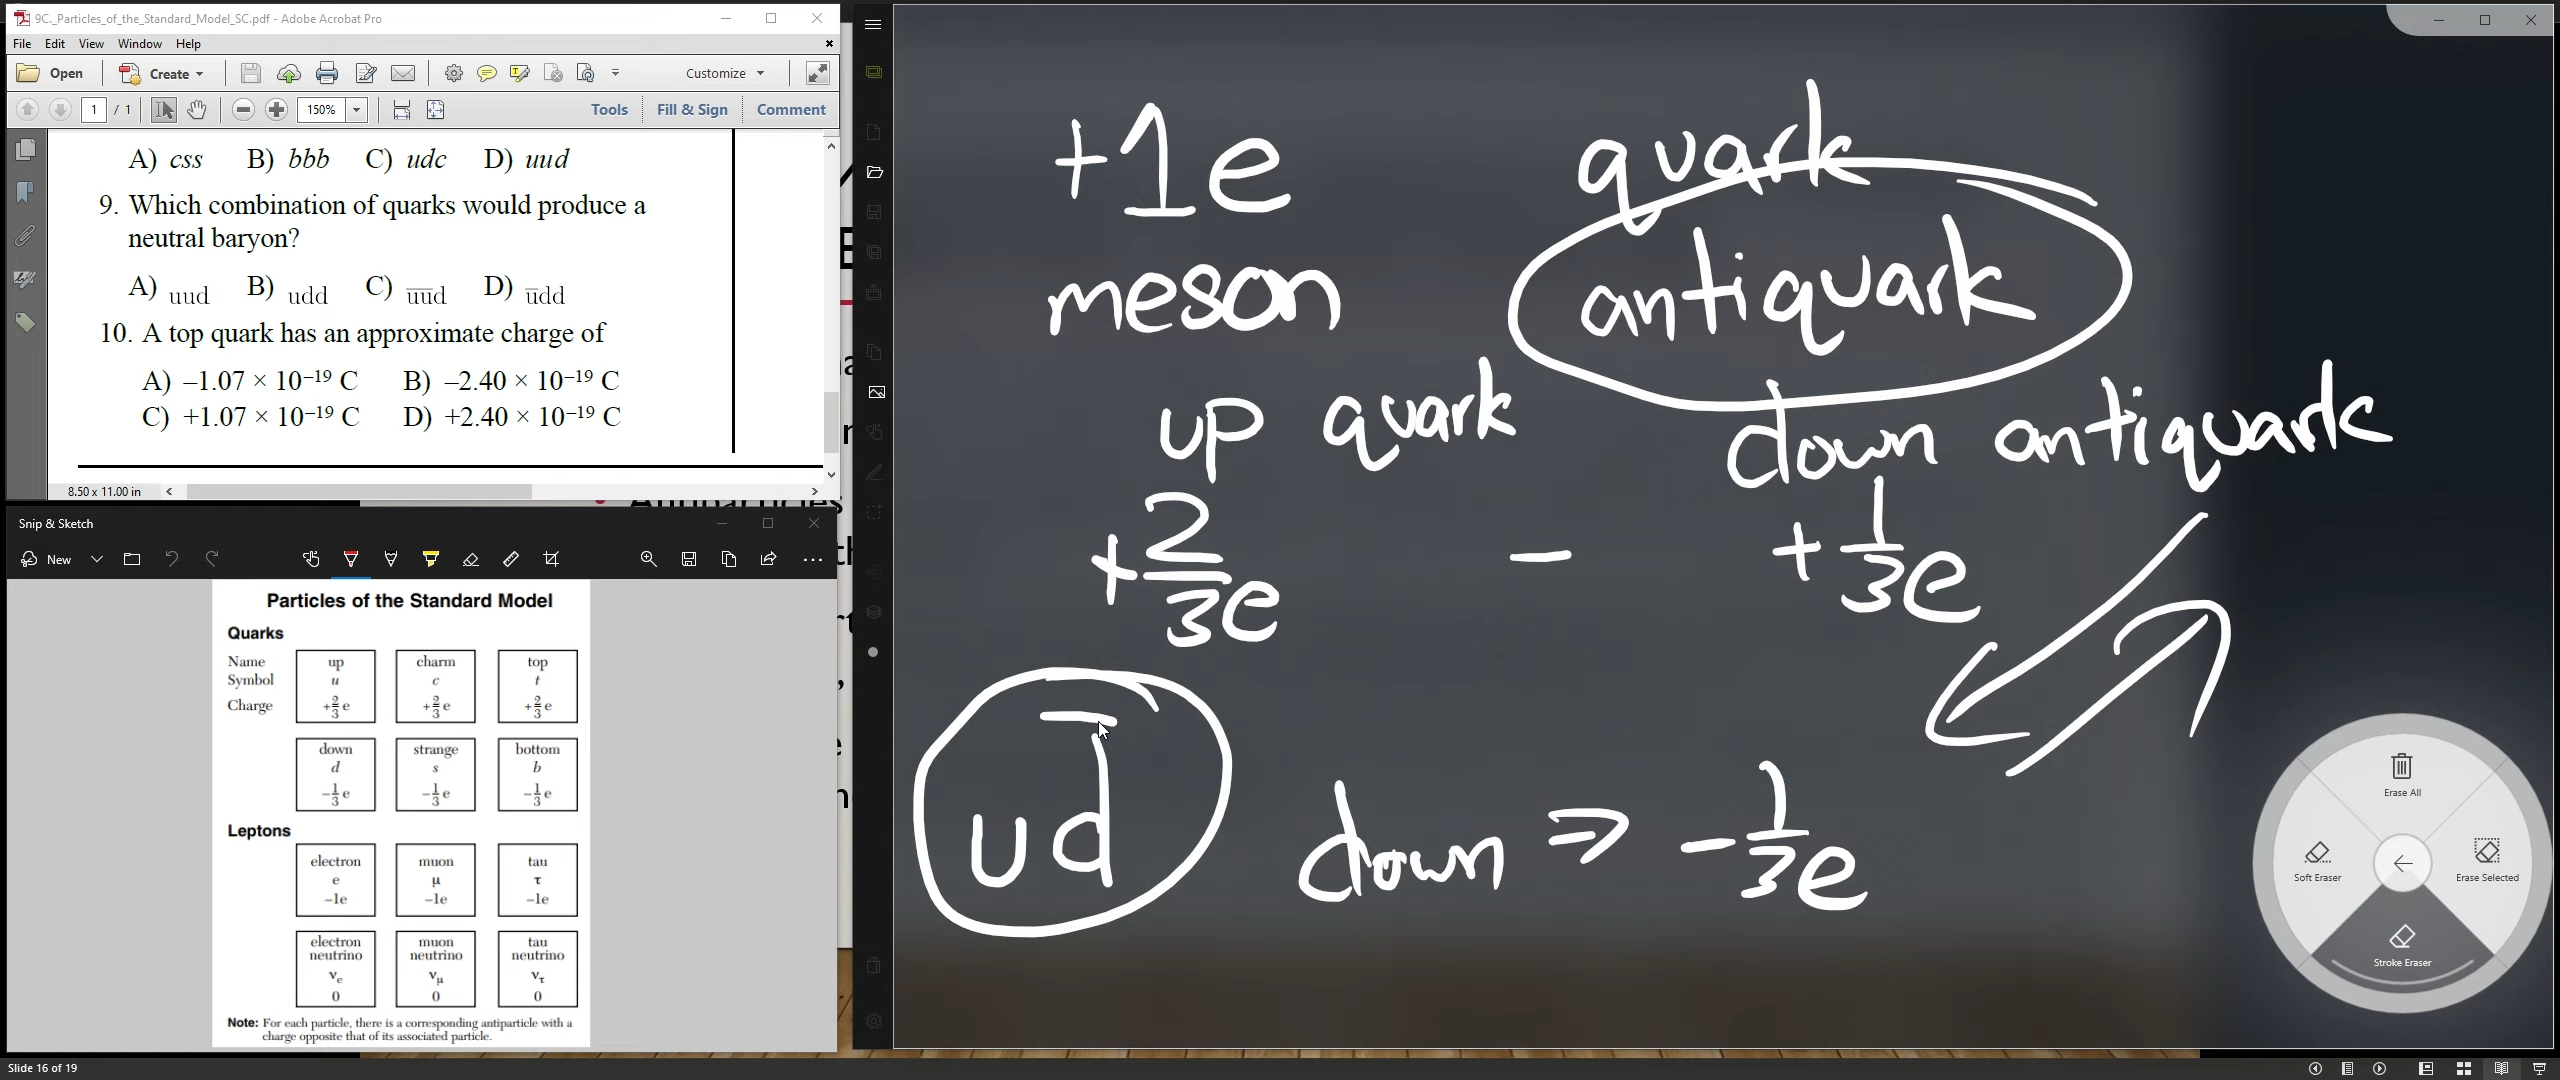 9C._Particles_of_the_Standard_Model_SC.pdf - Adobe Acrobat Pro
File Edit View Window Help
Open Create Customize
1 / 1 150% Tools Fill & Sign Comment
A) css B) bbb C) udc D) uud
9. Which combination of quarks would produce a
neutral baryon?
A) uud B) udd C) u̅u̅d D) u̅dd
10. A top quark has an approximate charge of
A) –1.07 × 10⁻¹⁹ C B) –2.40 × 10⁻¹⁹ C
C) +1.07 × 10⁻¹⁹ C D) +2.40 × 10⁻¹⁹ C
8.50 x 11.00 in
Snip & Sketch
New
Particles of the Standard Model
Quarks
Name up charm top
Symbol u c t
Charge +2/3 e +2/3 e +2/3 e
down strange bottom
d s b
-1/3 e -1/3 e -1/3 e
Leptons
electron muon tau
e μ τ
–1e –1e –1e
electron muon tau
neutrino neutrino neutrino
νe νμ ντ
0 0 0
Note: For each particle, there is a corresponding antiparticle with a
charge opposite that of its associated particle.
+1e quark
meson antiquark
up quark down antiquark
+2/3e - +1/3e
ud̅ down ⇒ -1/3e
Erase All
Soft Eraser
Erase Selected
Stroke Eraser
Slide 16 of 19